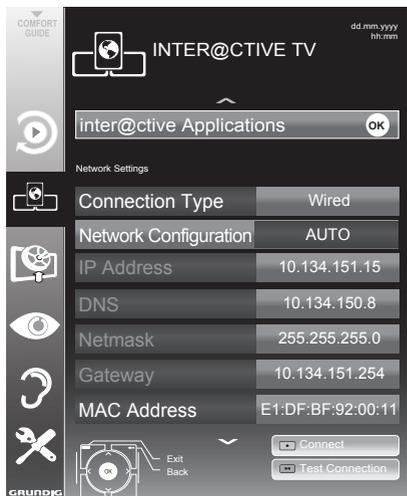 COMFORT
GUIDE
dd.mm.yyyy
hh:mm
INTER@CTIVE TV
inter@ctive Applications OK
Network Settings
Connection Type Wired
Network Configuration AUTO
IP Address 10.134.151.15
DNS 10.134.150.8
Netmask 255.255.255.0
Gateway 10.134.151.254
MAC Address E1:DF:BF:92:00:11
Exit
Back
OK
Connect
Test Connection
GRUNDIG